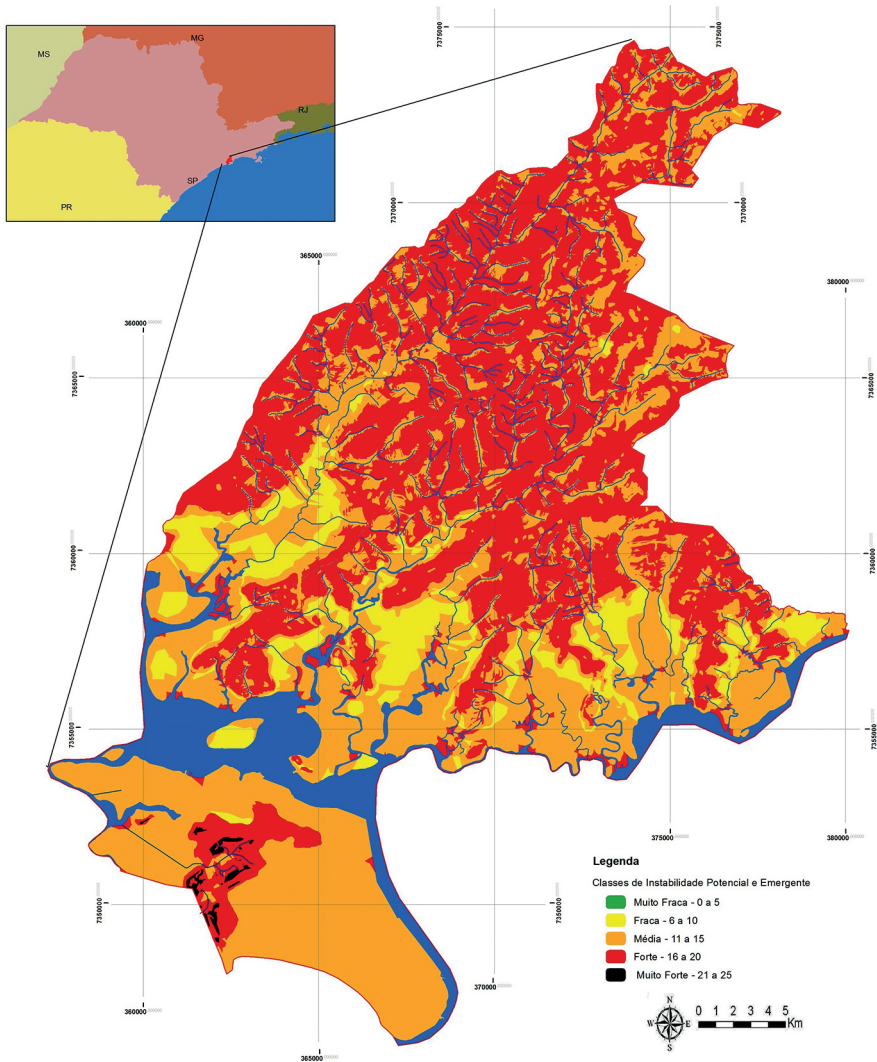 MG
MS
RJ
SP
PR
7375000
7375000
7370000
7370000
365000
380000
360000
7365000
7365000
7360000
7360000
7355000
7355000
375000
380000
7350000
7350000
370000
360000
365000
Legenda
Classes de Instabilidade Potencial e Emergente
Muito Fraca - 0 a 5
Fraca - 6 a 10
Média - 11 a 15
Forte - 16 a 20
Muito Forte - 21 a 25
N
W E
S
0 1 2 3 4 5
Km